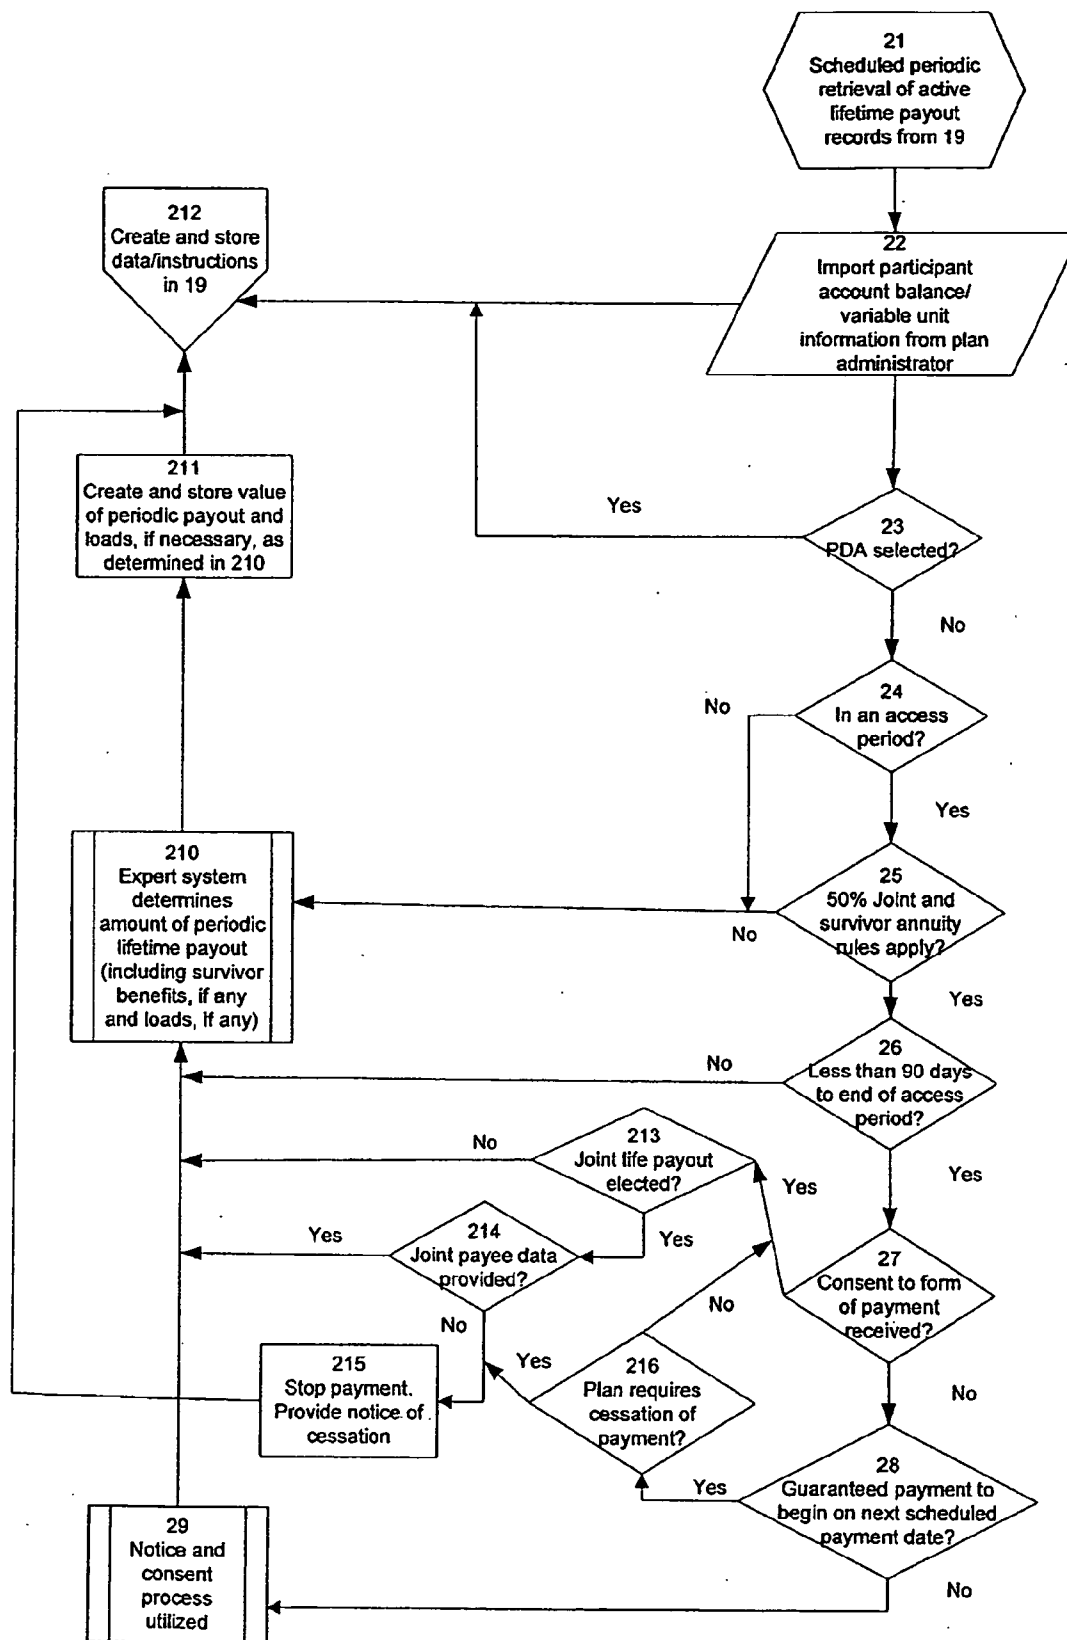 21
Scheduled periodic
retrieval of active
lifetime payout
records from 19
212
Create and store
data/instructions
in 19
22
Import participant
account balance/
variable unit
information from plan
administrator
211
Create and store value
of periodic payout and
loads, if necessary, as
determined in 210
Yes
23
PDA selected?
No
24
In an access
period?
No
Yes
210
Expert system
determines
amount of periodic
lifetime payout
(including survivor
benefits, if any
and loads, if any)
25
50% Joint and
survivor annuity
rules apply?
No
Yes
26
Less than 90 days
to end of access
period?
No
Yes
213
Joint life payout
elected?
No
Yes
Yes
214
Joint payee data
provided?
Yes
No
27
Consent to form
of payment
received?
No
No
215
Stop payment.
Provide notice of
cessation
Yes
216
Plan requires
cessation of
payment?
28
Guaranteed payment to
begin on next scheduled
payment date?
Yes
No
29
Notice and
consent
process
utilized